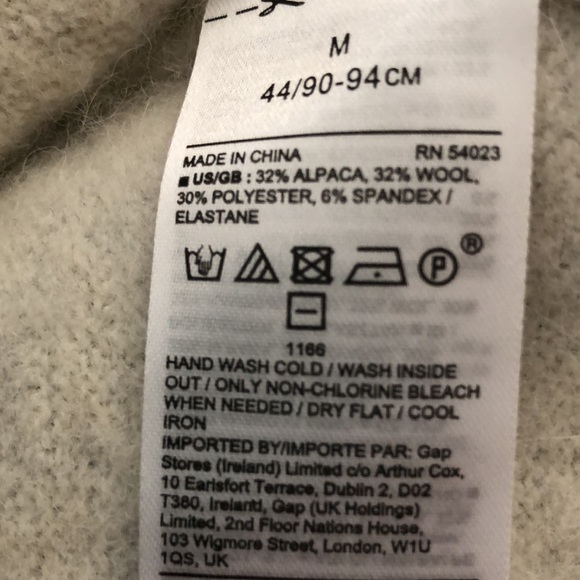 M
44/90-94CM
MADE IN CHINA RN 54023
US/GB : 32% ALPACA, 32% WOOL,
30% POLYESTER, 6% SPANDEX /
ELASTANE
P ®
1166
HAND WASH COLD / WASH INSIDE
OUT / ONLY NON-CHLORINE BLEACH
WHEN NEEDED / DRY FLAT / COOL
IRON
IMPORTED BY/IMPORTE PAR: Gap
Stores (Ireland) Limited c/o Arthur Cox,
10 Earlsfort Terrace, Dublin 2, D02
T380, Ireland, Gap (UK Holdings)
Limited, 2nd Floor Nations House,
103 Wigmore Street, London, W1U
1QS, UK